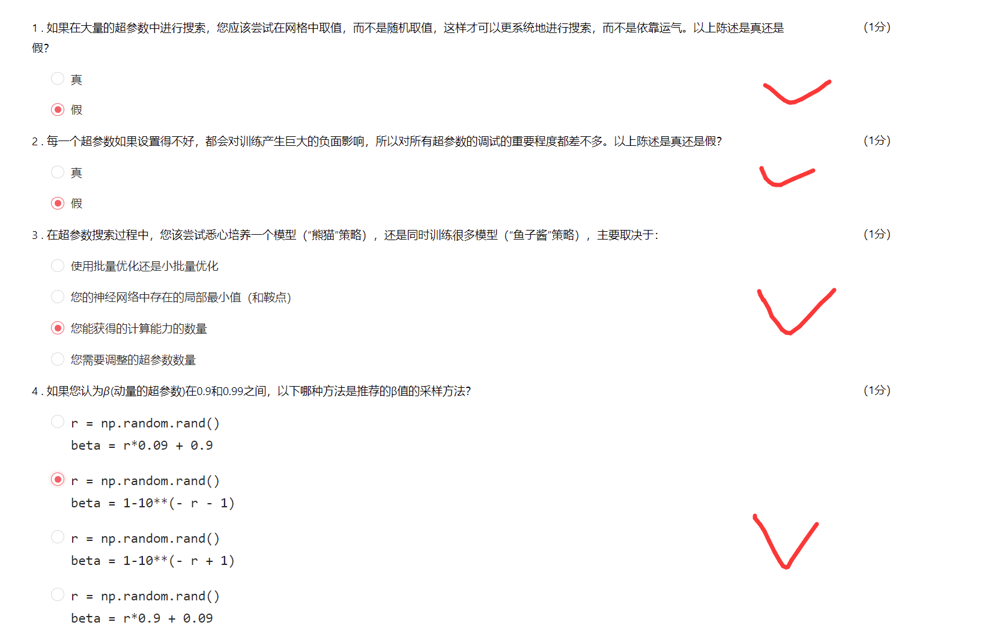 1 . 如果在大量的超参数中进行搜索，您应该尝试在网格中取值，而不是随机取值，这样才可以更系统地进行搜索，而不是依靠运气。以上陈述是真还是 （1分）
假？
真
假
2 . 每一个超参数如果设置得不好，都会对训练产生巨大的负面影响，所以对所有超参数的调试的重要程度都差不多。以上陈述是真还是假？ （1分）
真
假
3 . 在超参数搜索过程中，您该尝试悉心培养一个模型（“熊猫”策略），还是同时训练很多模型（“鱼子酱”策略），主要取决于： （1分）
使用批量优化还是小批量优化
您的神经网络中存在的局部最小值（和鞍点）
您能获得的计算能力的数量
您需要调整的超参数数量
4 . 如果您认为β(动量的超参数)在0.9和0.99之间，以下哪种方法是推荐的β值的采样方法？ （1分）
r = np.random.rand()
beta = r*0.09 + 0.9
r = np.random.rand()
beta = 1-10**(- r - 1)
r = np.random.rand()
beta = 1-10**(- r + 1)
r = np.random.rand()
beta = r*0.9 + 0.09